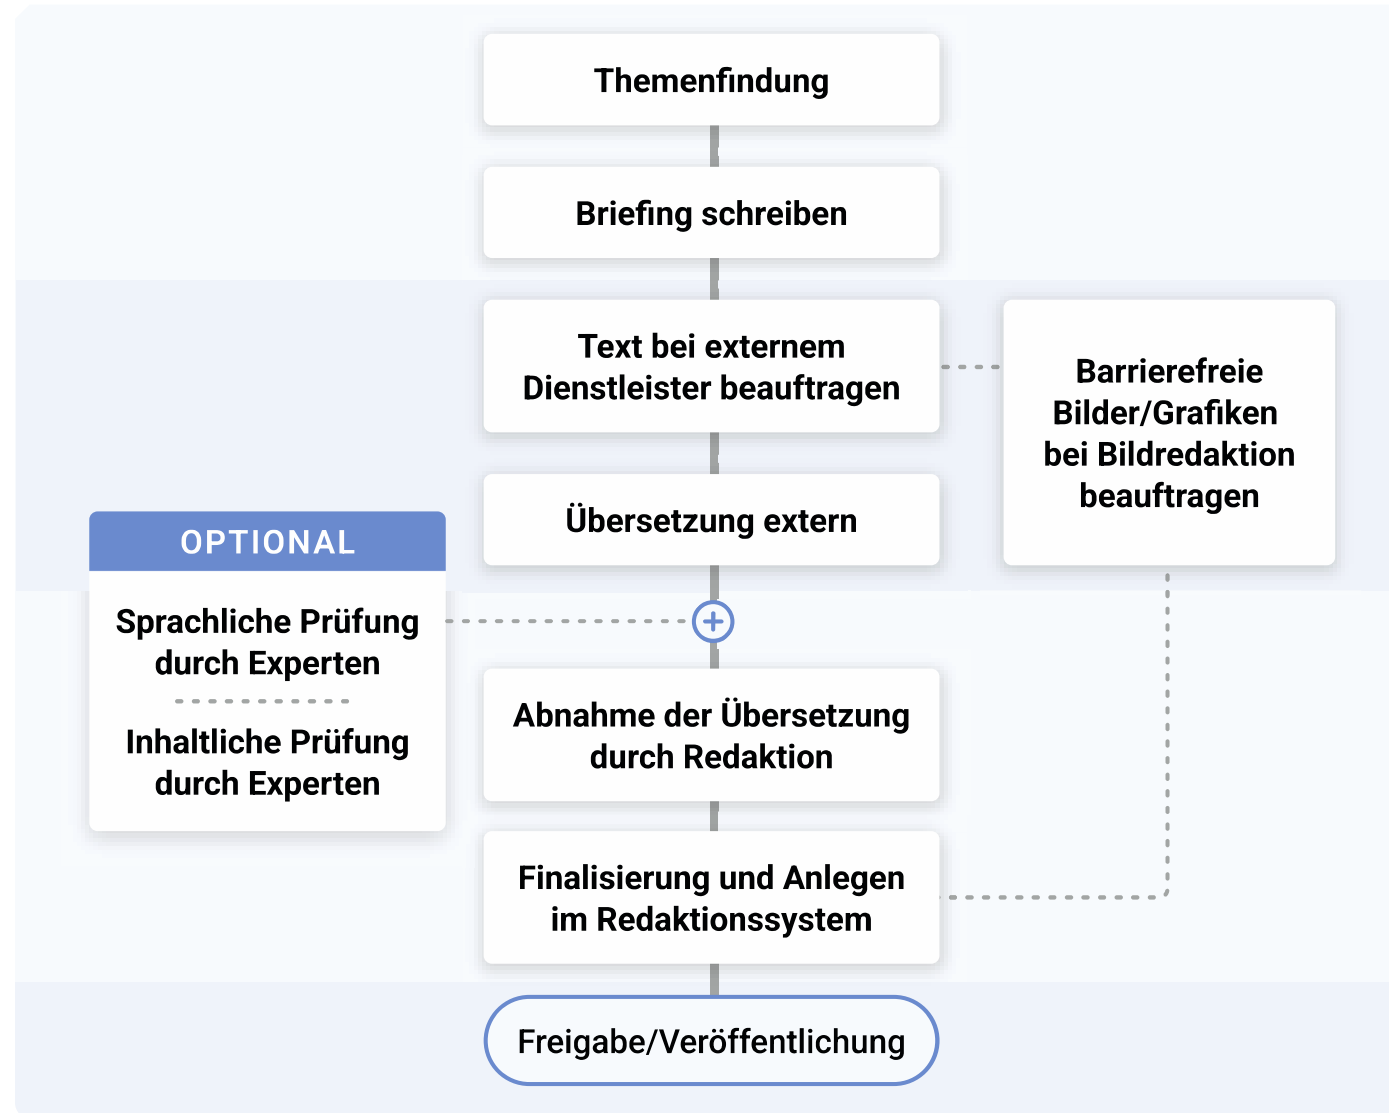 Themenfindung
Briefing schreiben
Text bei externem
Dienstleister beauftragen
Barrierefreie
Bilder/Grafiken
bei Bildredaktion
beauftragen
Übersetzung extern
OPTIONAL
Sprachliche Prüfung
durch Experten
Inhaltliche Prüfung
durch Experten
Abnahme der Übersetzung
durch Redaktion
Finalisierung und Anlegen
im Redaktionssystem
Freigabe/Veröffentlichung